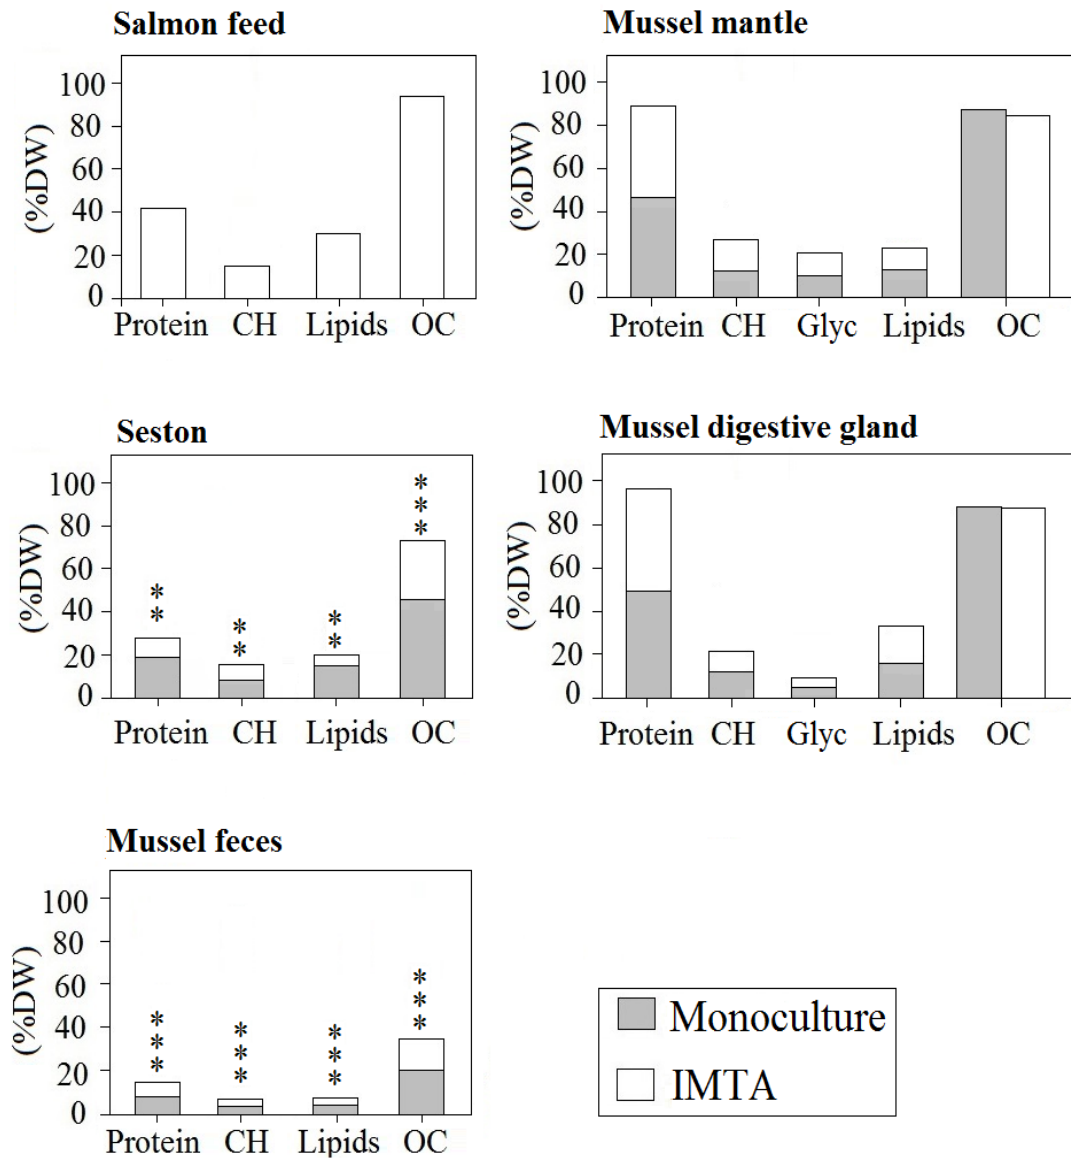 Salmon feed
(%DW)
100
80
60
40
20
0
Protein CH Lipids OC
Mussel mantle
(%DW)
100
80
60
40
20
0
Protein CH Glyc Lipids OC
Seston
(%DW)
100
80
60
40
20
0
** ** ** ***
Protein CH Lipids OC
Mussel digestive gland
(%DW)
100
80
60
40
20
0
Protein CH Glyc Lipids OC
Mussel feces
(%DW)
100
80
60
40
20
0
*** *** *** ***
Protein CH Lipids OC
Monoculture
IMTA